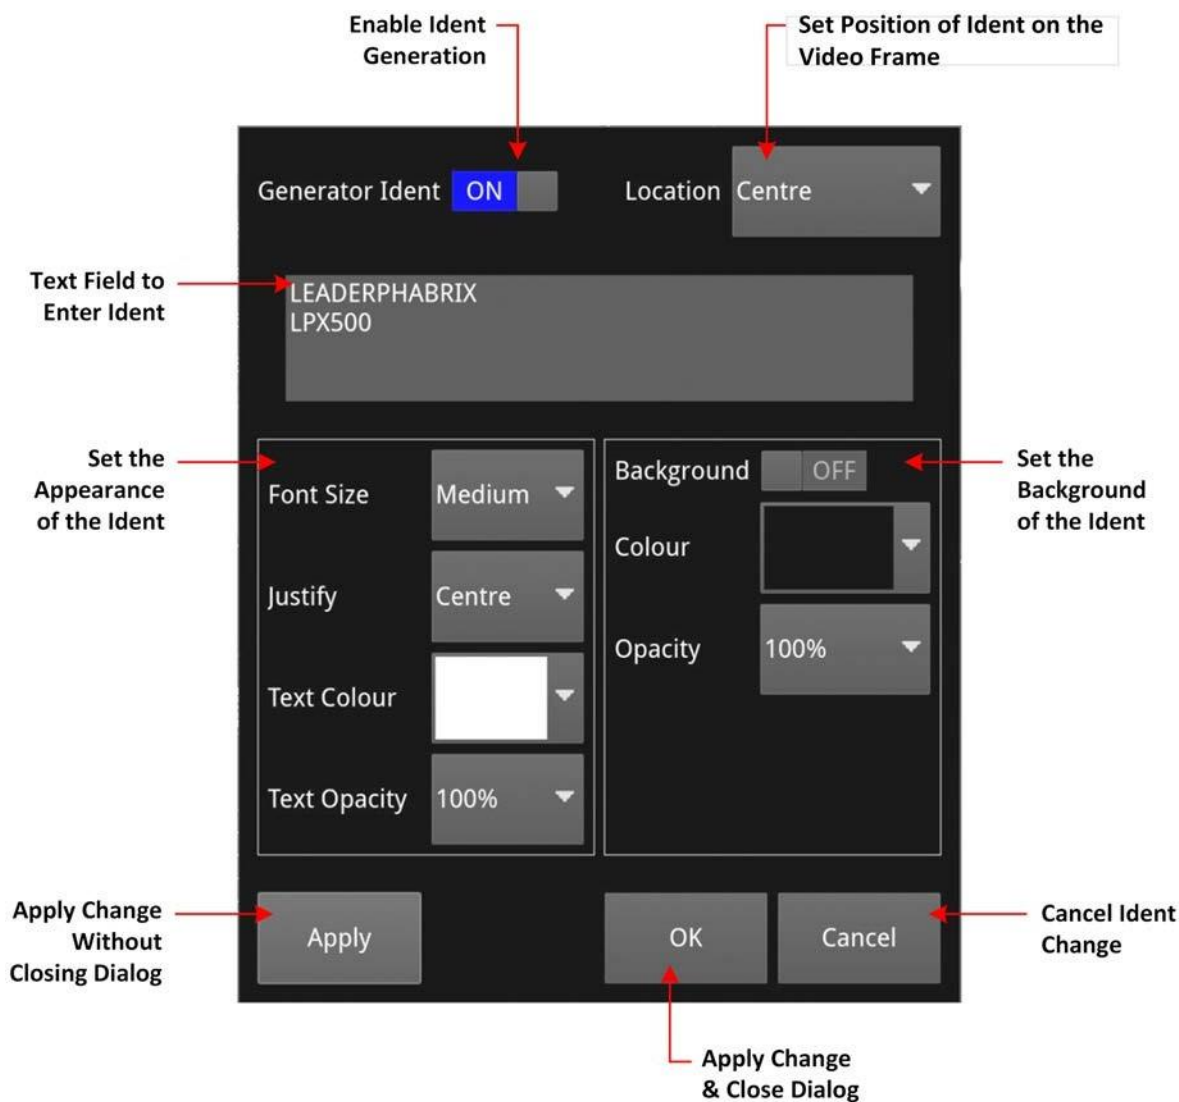 Enable Ident
Generation
Set Position of Ident on the
Video Frame
Generator Ident ON
Location Centre
Text Field to
Enter Ident
LEADERPHABRIX
LPX500
Set the
Appearance
of the Ident
Font Size Medium
Justify Centre
Text Colour
Text Opacity 100%
Background OFF
Colour
Opacity 100%
Set the
Background
of the Ident
Apply Change
Without
Closing Dialog
Apply
OK
Cancel
Cancel Ident
Change
Apply Change
& Close Dialog